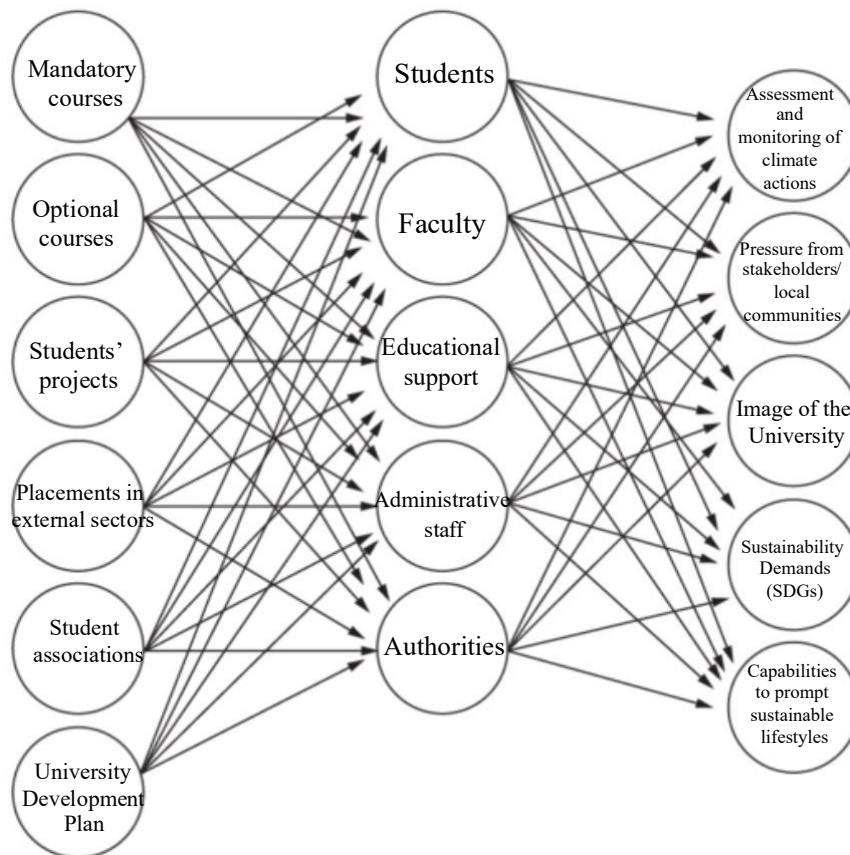 Mandatory
courses
Optional
courses
Students'
projects
Placements in
external sectors
Student
associations
University
Development
Plan
Students
Faculty
Educational
support
Administrative
staff
Authorities
Assessment
and
monitoring of
climate
actions
Pressure from
stakeholders/
local
communities
Image of the
University
Sustainability
Demands
(SDGs)
Capabilities
to prompt
sustainable
lifestyles